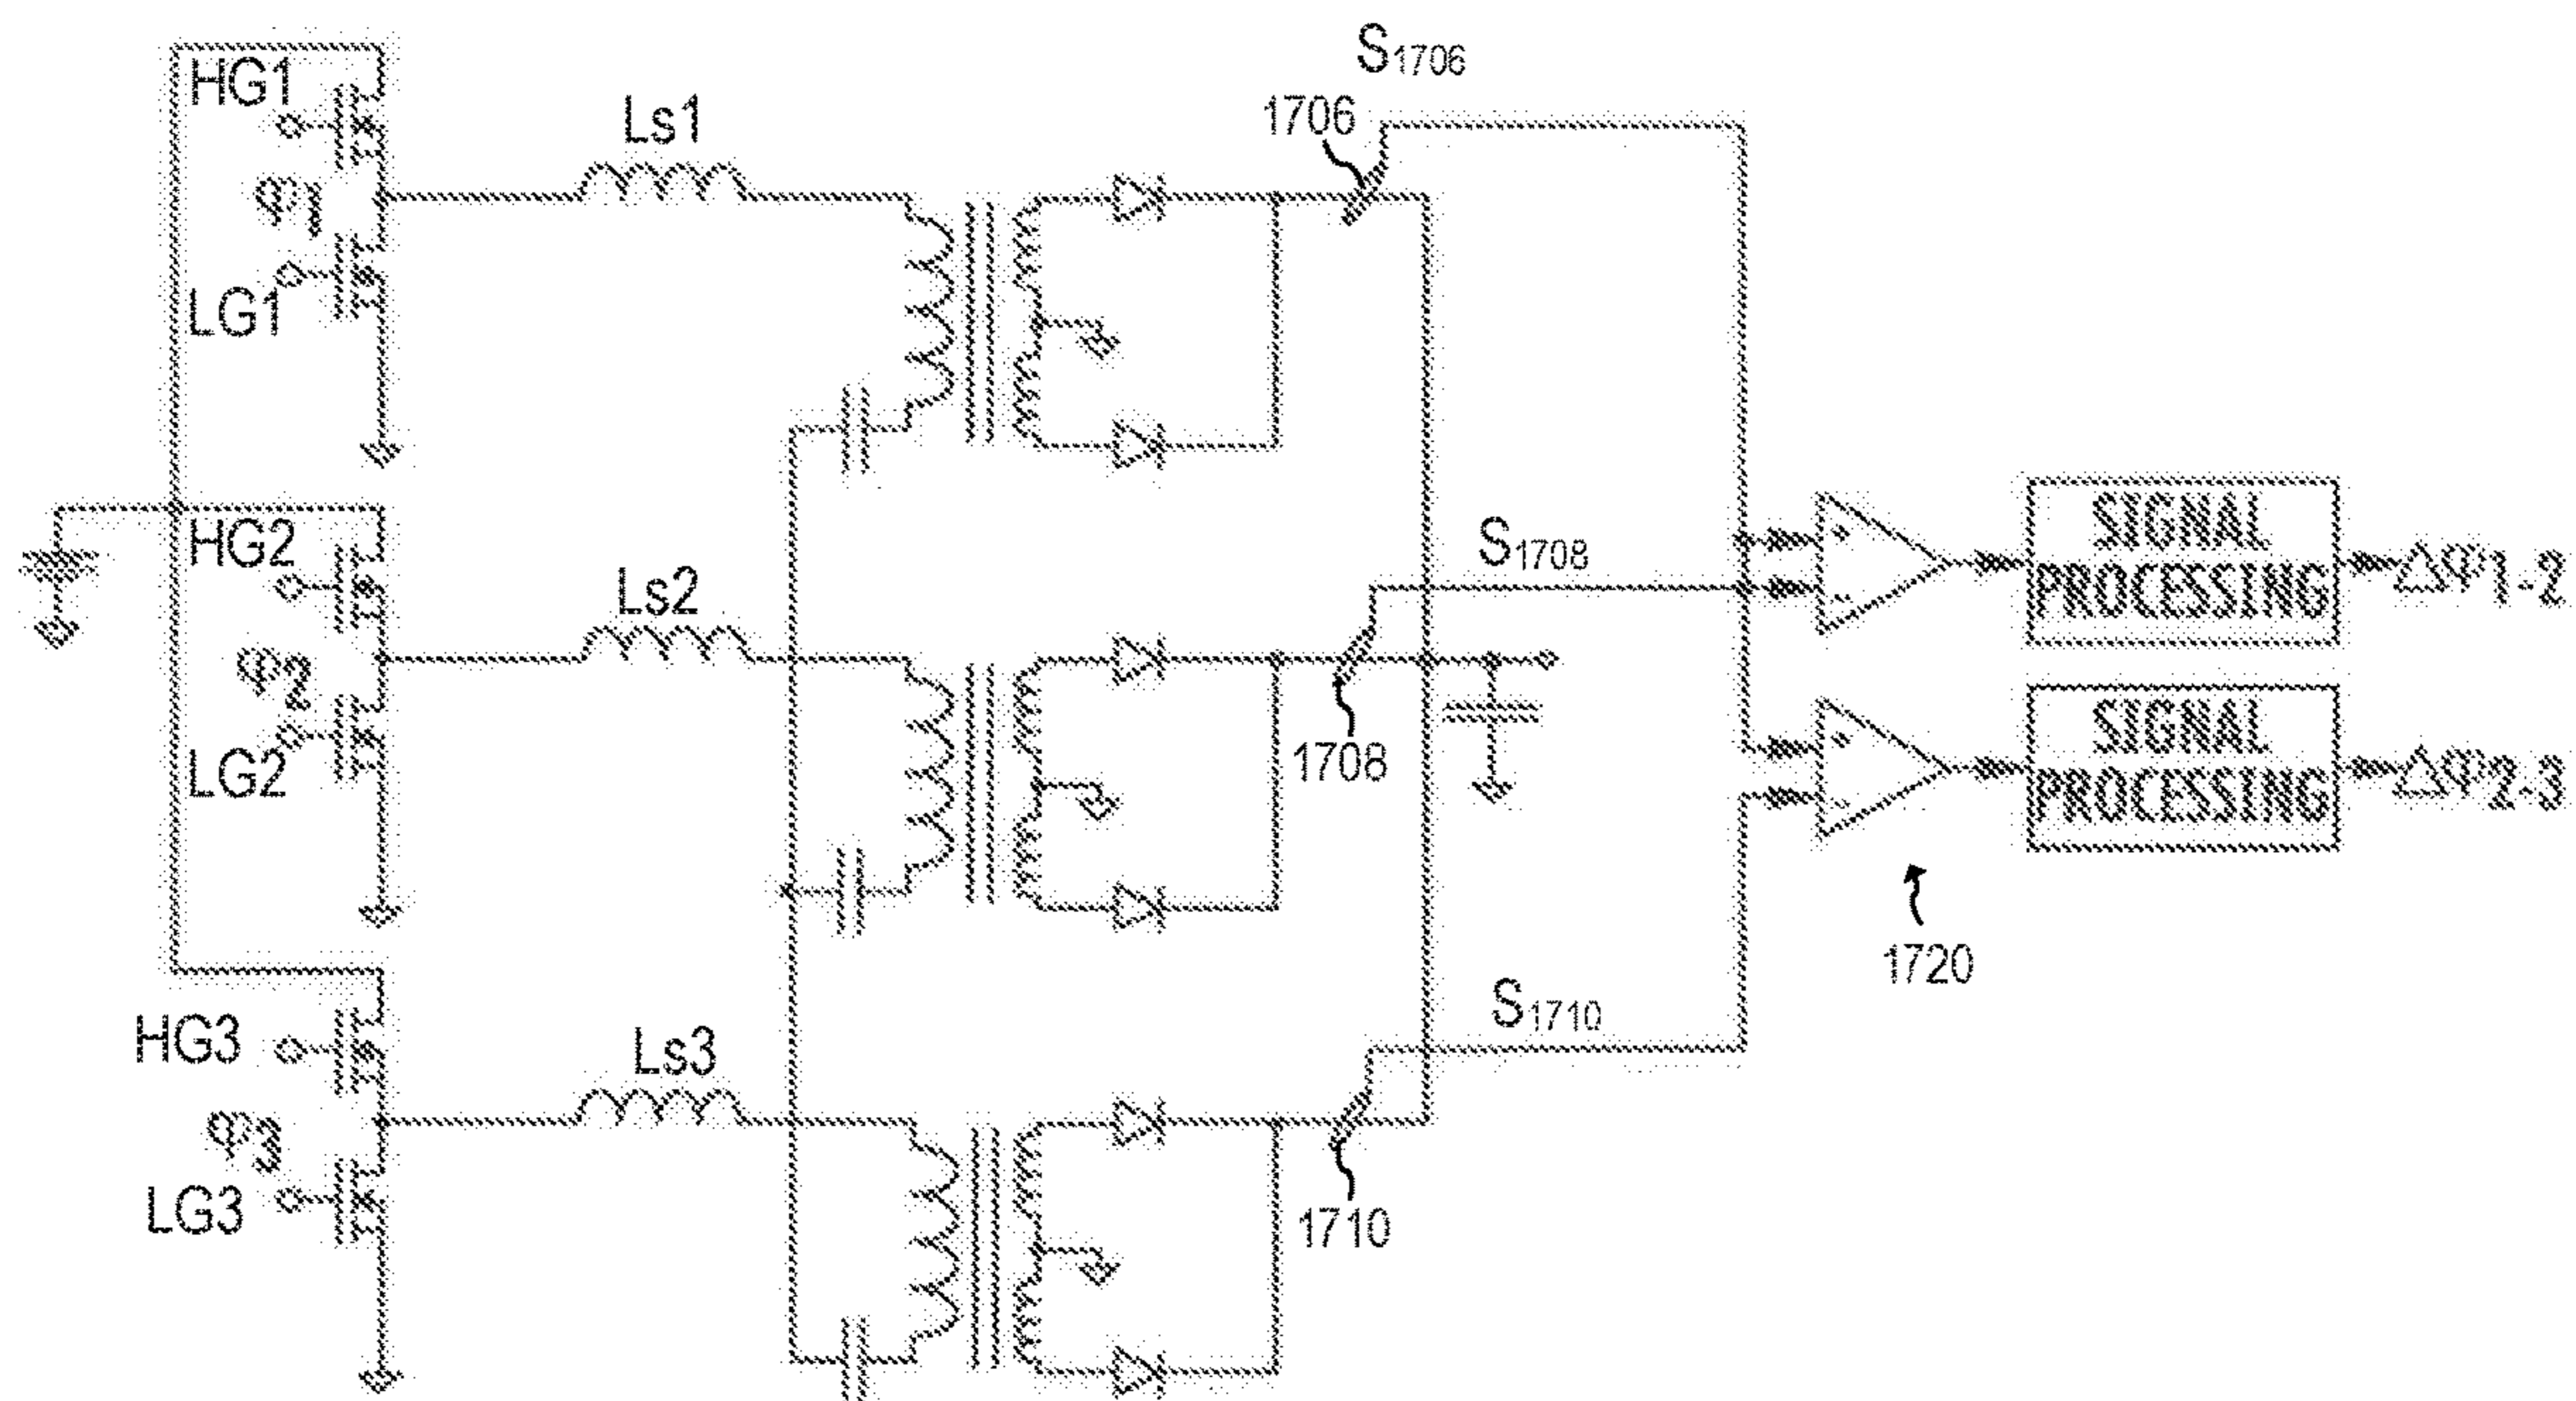 S1706
HG1
1706
Ls1
φ1
LG1
HG2
S1708
SIGNAL
PROCESSING
Δφ1-2
Ls2
φ2
LG2
1708
SIGNAL
PROCESSING
Δφ2-3
1720
S1710
HG3
Ls3
φ3
LG3
1710